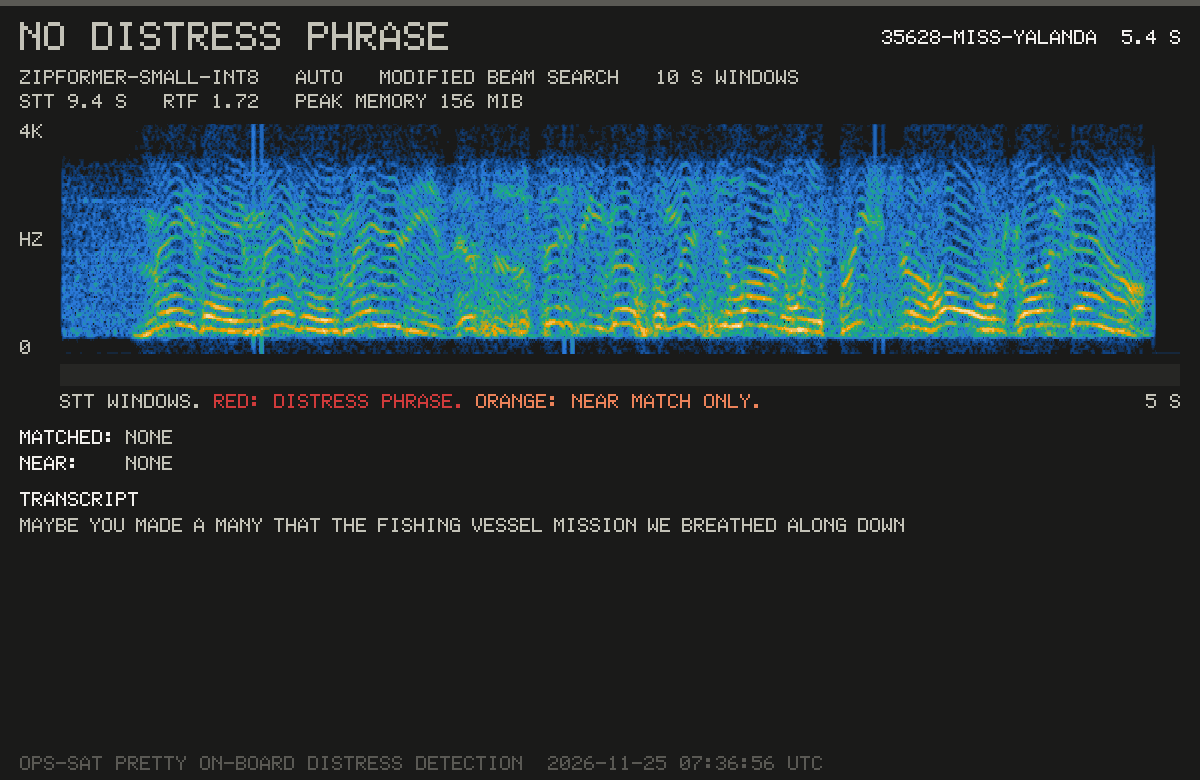 NO DISTRESS PHRASE
35628-MISS-YALANDA 5.4 S
ZIPFORMER-SMALL-INT8 AUTO MODIFIED BEAM SEARCH 10 S WINDOWS
STT 9.4 S RTF 1.72 PEAK MEMORY 156 MIB
4K
HZ
0
STT WINDOWS. RED: DISTRESS PHRASE. ORANGE: NEAR MATCH ONLY. 5 S
MATCHED: NONE
NEAR: NONE
TRANSCRIPT
MAYBE YOU MADE A MANY THAT THE FISHING VESSEL MISSION WE BREATHED ALONG DOWN
OPS-SAT PRETTY ON-BOARD DISTRESS DETECTION 2026-11-25 07:36:56 UTC